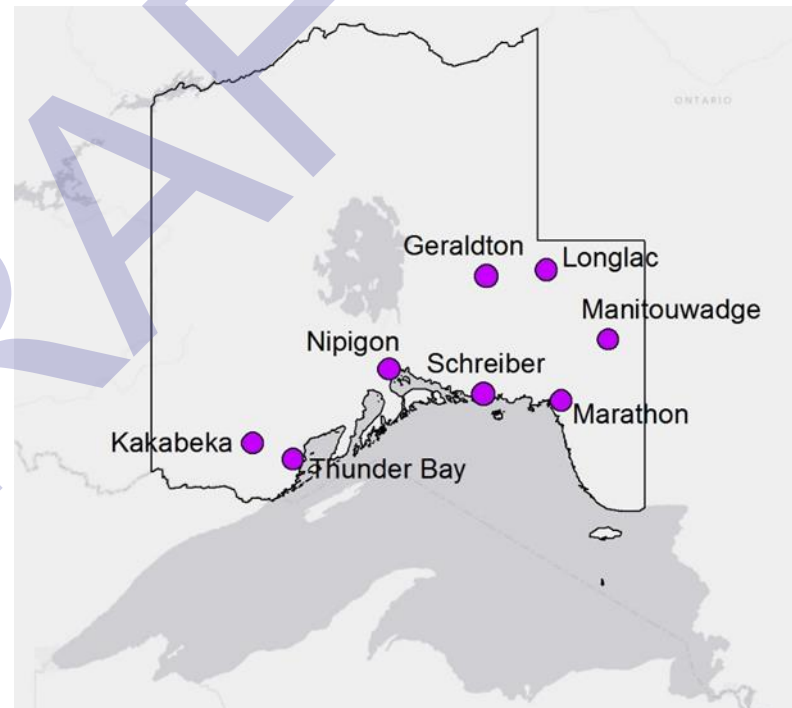 ONTARIO
Geraldton
Longlac
Manitouwadge
Nipigon
Schreiber
Marathon
Kakabeka
Thunder Bay